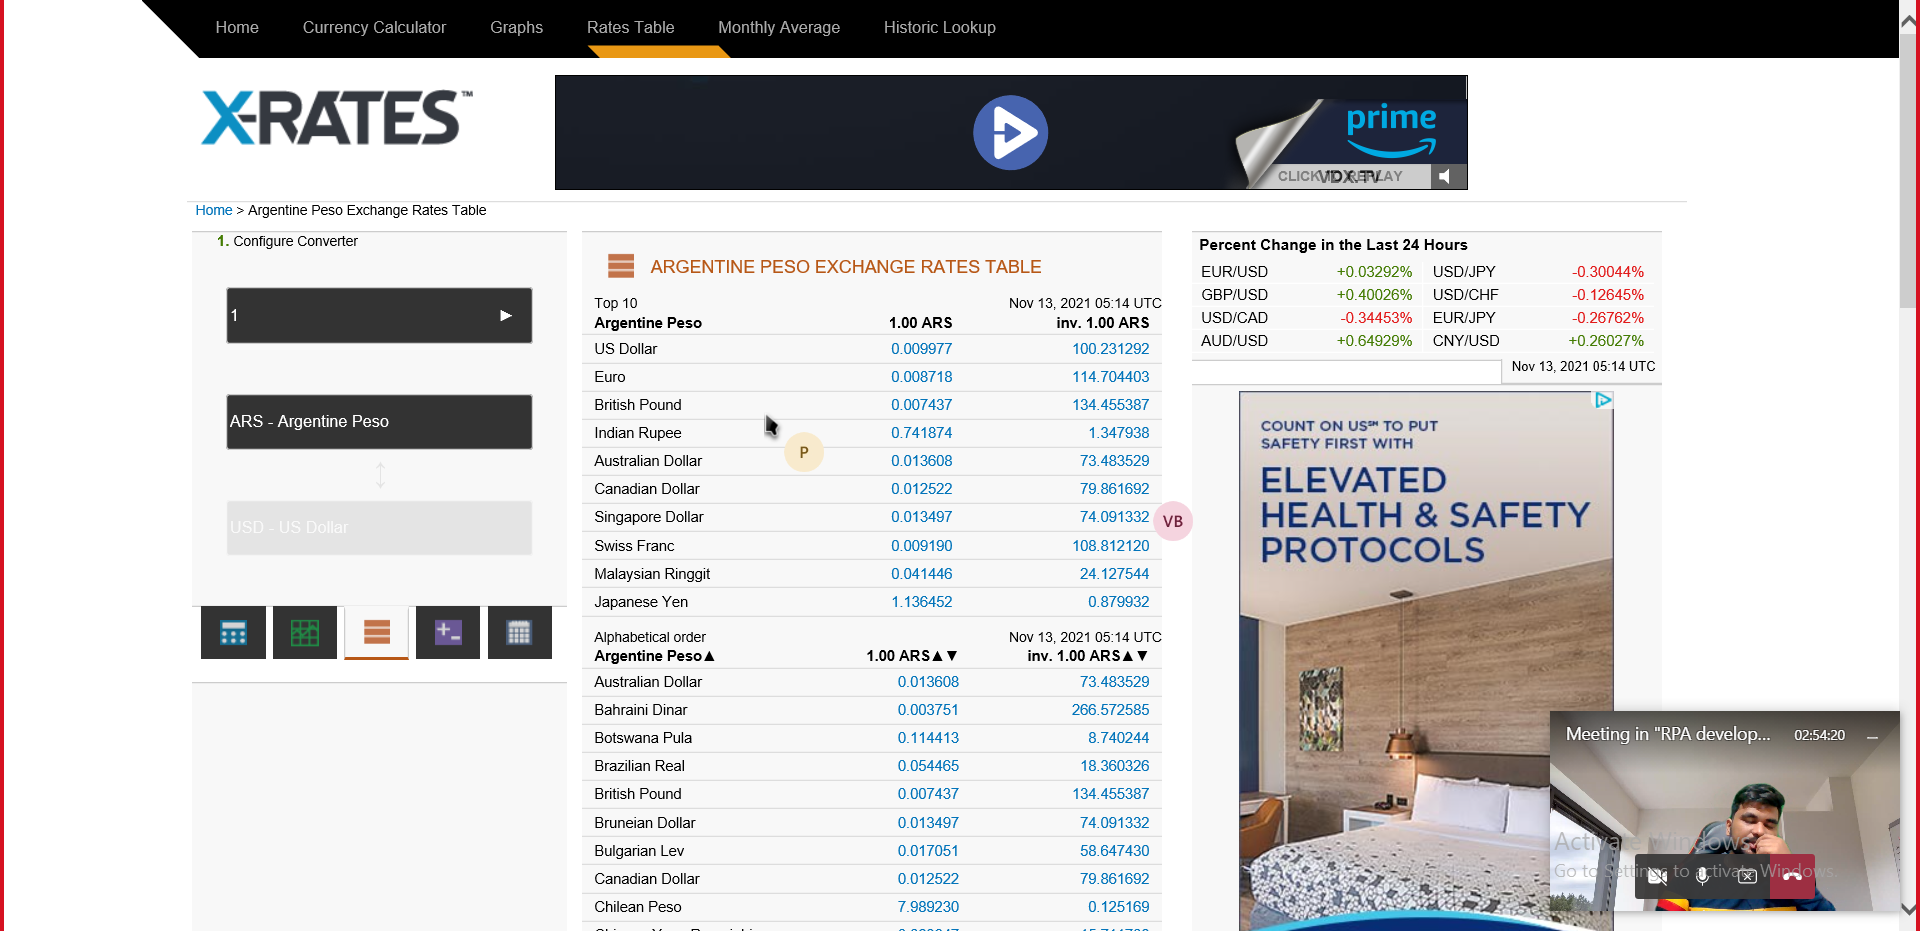 Home Currency Calculator Graphs Rates Table Monthly Average Historic Lookup
X-RATES™
prime
VDX.TV
Home > Argentine Peso Exchange Rates Table
1. Configure Converter
1
ARS - Argentine Peso
USD - US Dollar
ARGENTINE PESO EXCHANGE RATES TABLE
Top 10 Nov 13, 2021 05:14 UTC
Argentine Peso 1.00 ARS inv. 1.00 ARS
US Dollar 0.009977 100.231292
Euro 0.008718 114.704403
British Pound 0.007437 134.455387
Indian Rupee 0.741874 1.347938
Australian Dollar 0.013608 73.483529
Canadian Dollar 0.012522 79.861692
Singapore Dollar 0.013497 74.091332
Swiss Franc 0.009190 108.812120
Malaysian Ringgit 0.041446 24.127544
Japanese Yen 1.136452 0.879932
P
VB
Alphabetical order Nov 13, 2021 05:14 UTC
Argentine Peso▲ 1.00 ARS▲▼ inv. 1.00 ARS▲▼
Australian Dollar 0.013608 73.483529
Bahraini Dinar 0.003751 266.572585
Botswana Pula 0.114413 8.740244
Brazilian Real 0.054465 18.360326
British Pound 0.007437 134.455387
Bruneian Dollar 0.013497 74.091332
Bulgarian Lev 0.017051 58.647430
Canadian Dollar 0.012522 79.861692
Chilean Peso 7.989230 0.125169
Percent Change in the Last 24 Hours
EUR/USD +0.03292% USD/JPY -0.30044%
GBP/USD +0.40026% USD/CHF -0.12645%
USD/CAD -0.34453% EUR/JPY -0.26762%
AUD/USD +0.64929% CNY/USD +0.26027%
Nov 13, 2021 05:14 UTC
COUNT ON US℠ TO PUT
SAFETY FIRST WITH
ELEVATED
HEALTH & SAFETY
PROTOCOLS
Meeting in "RPA develop... 02:54:20
Activate Windows
Go to Settings to activate Windows.